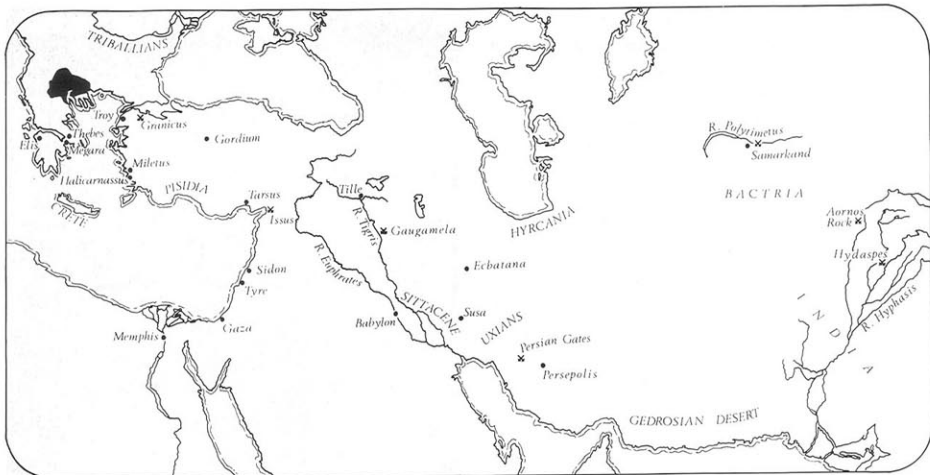 TRIBALLIANS
Troy
Granicus
Thebes
Elis
Megara
Gordium
Miletus
Halicarnassus
PISIDIA
CRETE
Tarsus
Issus
Tille
R. Tigris
Gaugamela
R. Euphrates
HYRCANIA
R. Polytimetus
Samarkand
BACTRIA
Aornos
Rock
Hydaspes
R. Hyphasis
INDIA
Ecbatana
Sidon
Tyre
Gaza
Memphis
Babylon
SITTACENE
Susa
UXIANS
Persian Gates
Persepolis
GEDROSIAN DESERT